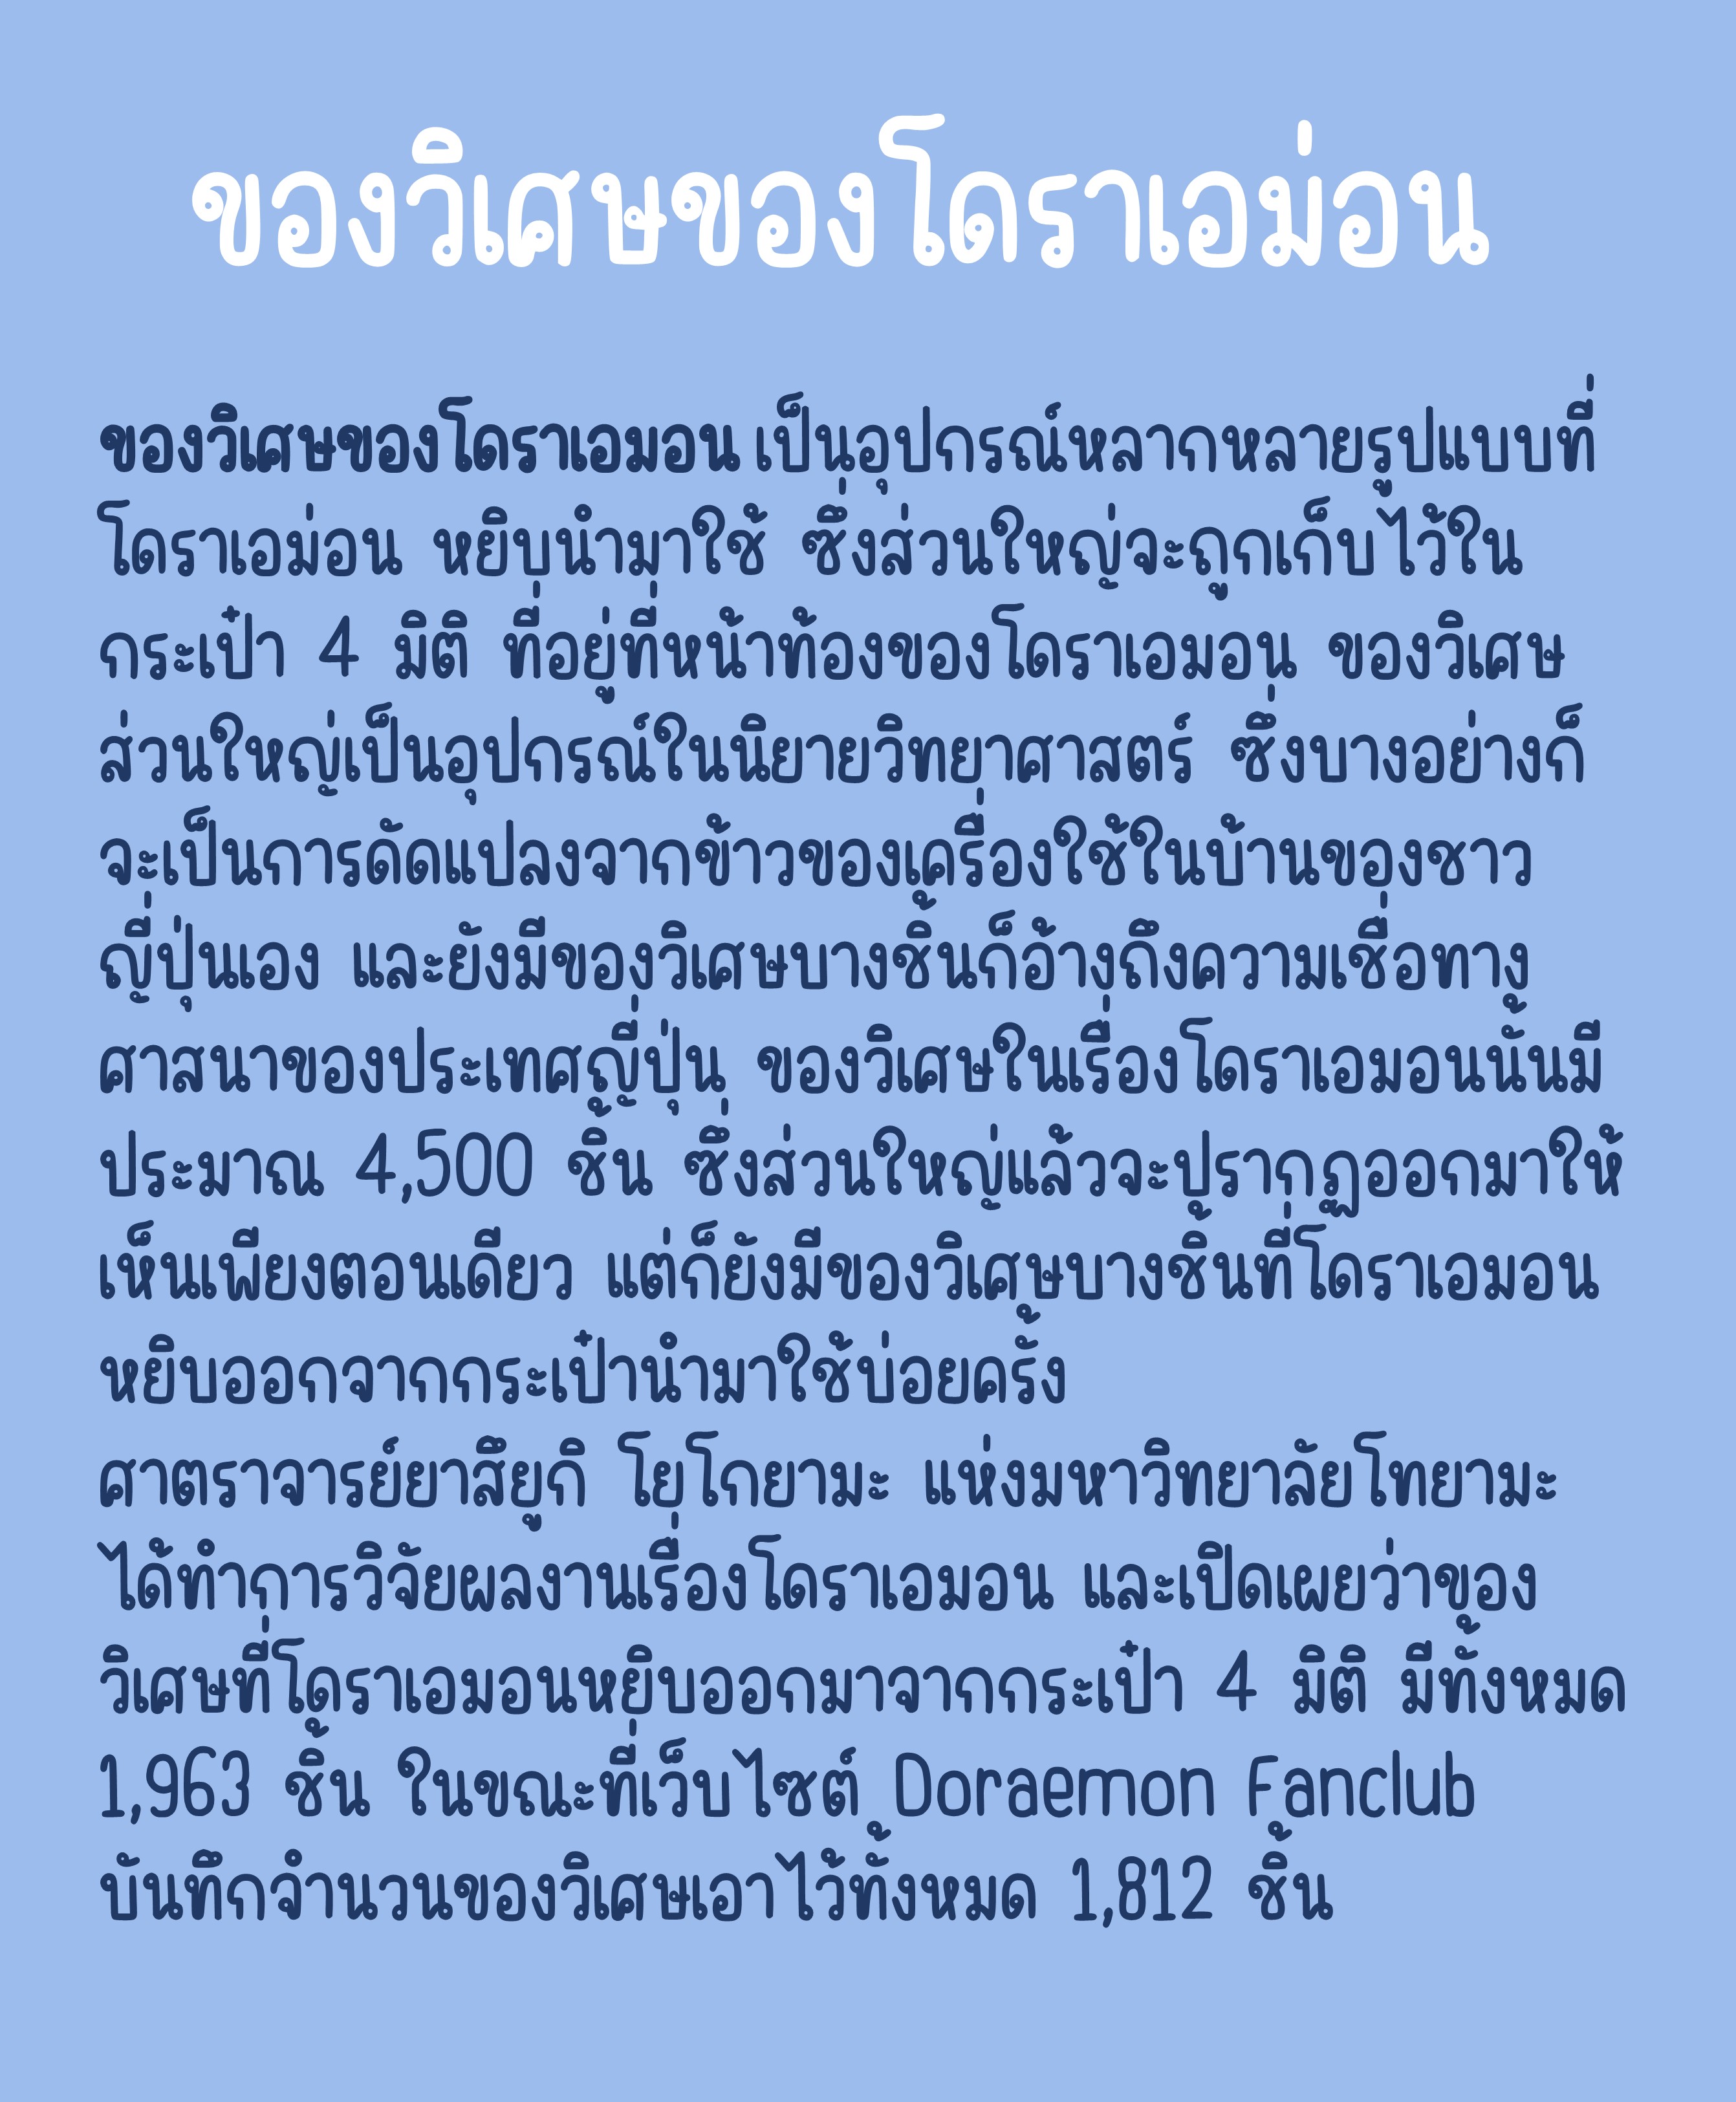 ของวิเศษของโดราเอม่อน
ของวิเศษของโดราเอมอน เป็นอุปกรณ์หลากหลายรูปแบบที่
โดราเอม่อน หยิบนำมาใช้ ซึ่งส่วนใหญ่จะถูกเก็บไว้ใน
กระเป๋า 4 มิติ ที่อยู่ที่หน้าท้องของโดราเอมอน ของวิเศษ
ส่วนใหญ่เป็นอุปกรณ์ในนิยายวิทยาศาสตร์ ซึ่งบางอย่างก็
จะเป็นการดัดแปลงจากข้าวของเครื่องใช้ในบ้านของชาว
ญี่ปุ่นเอง และยังมีของวิเศษบางชิ้นก็อ้างถึงความเชื่อทาง
ศาสนาของประเทศญี่ปุ่น ของวิเศษในเรื่องโดราเอมอนนั้นมี
ประมาณ 4,500 ชิ้น ซึ่งส่วนใหญ่แล้วจะปรากฏออกมาให้
เห็นเพียงตอนเดียว แต่ก็ยังมีของวิเศษบางชิ้นที่โดราเอมอน
หยิบออกจากกระเป๋านำมาใช้บ่อยครั้ง
ศาตราจารย์ยาสึยูกิ โยโกยามะ แห่งมหาวิทยาลัยโทยามะ
ได้ทำการวิจัยผลงานเรื่องโดราเอมอน และเปิดเผยว่าของ
วิเศษที่โดราเอมอนหยิบออกมาจากกระเป๋า 4 มิติ มีทั้งหมด
1,963 ชิ้น ในขณะที่เว็บไซต์ Doraemon Fanclub
บันทึกจำนวนของวิเศษเอาไว้ทั้งหมด 1,812 ชิ้น